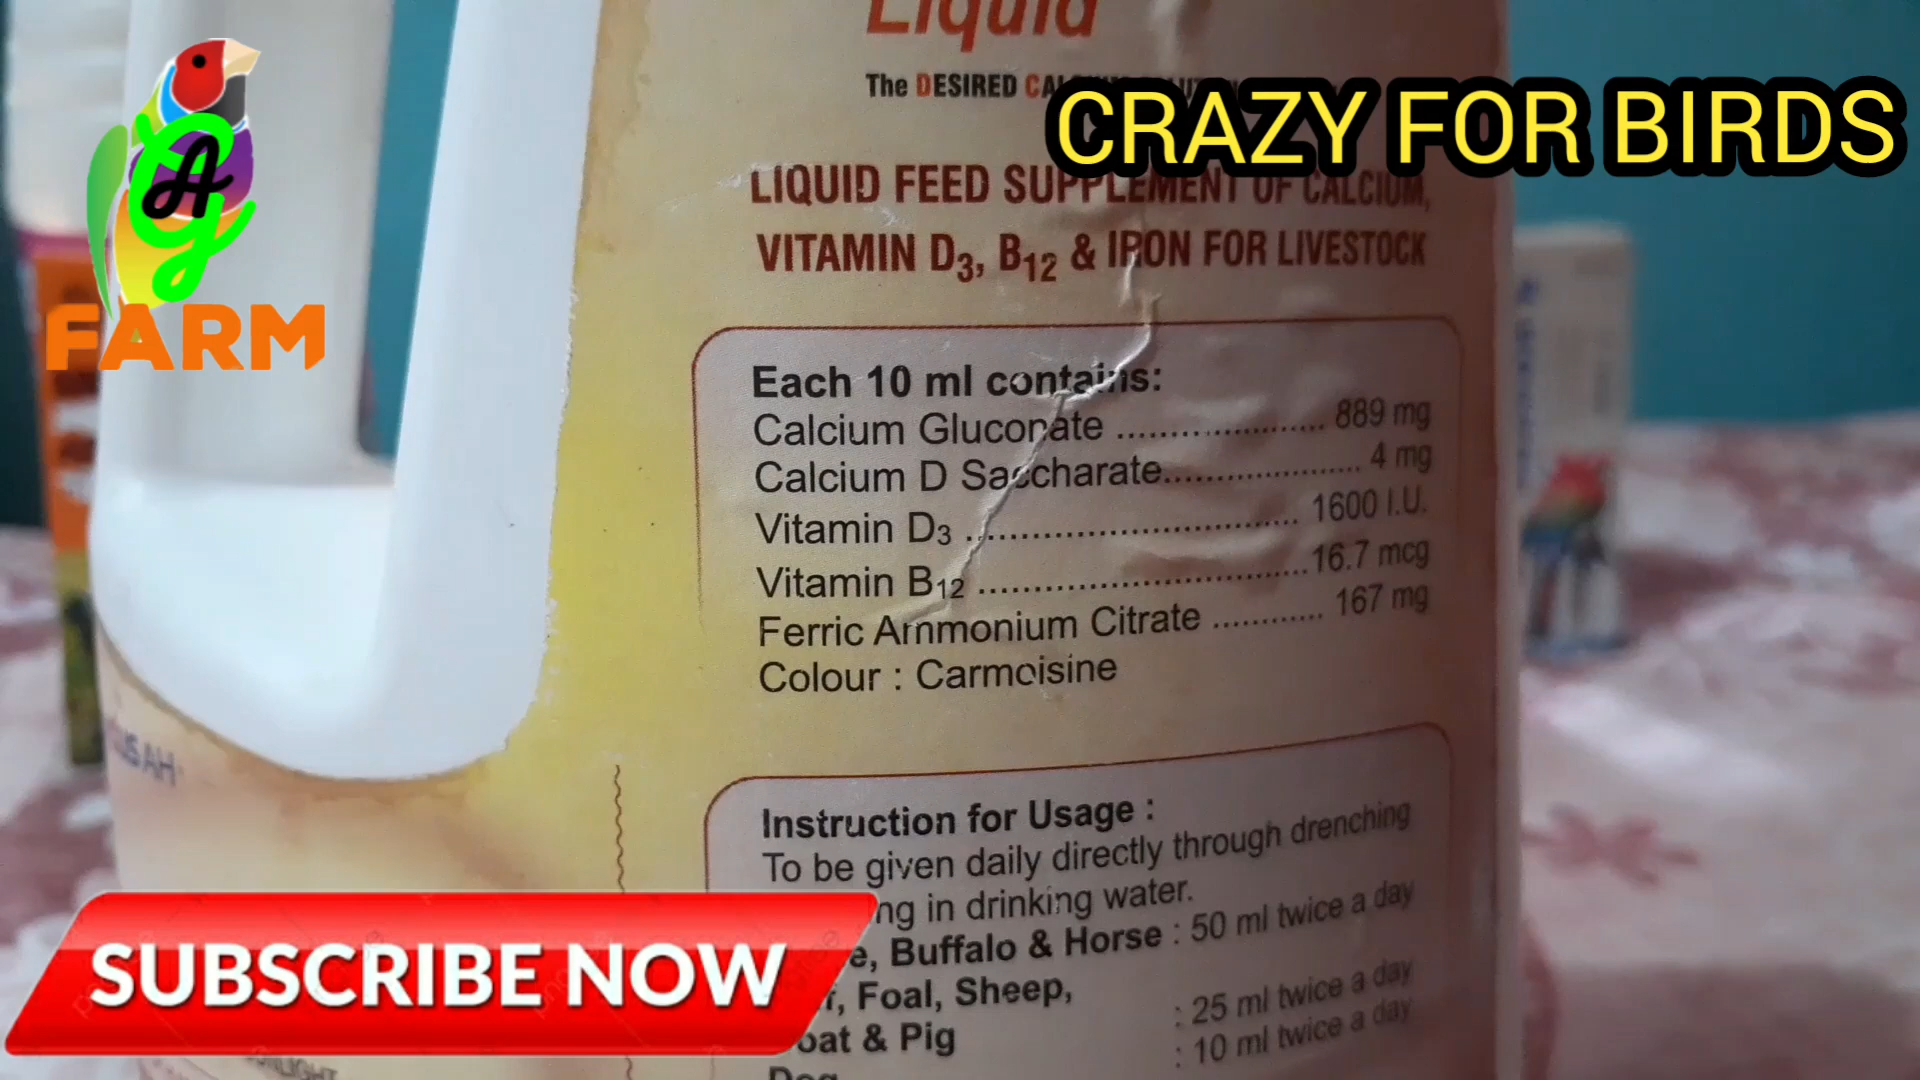 Liquid
The DESIRED
CRAZY FOR BIRDS
LIQUID FEED SUPPLEMENT OF CALCIUM,
VITAMIN D3, B12 & IRON FOR LIVESTOCK
A G
FARM
Each 10 ml contains:
Calcium Gluconate ..................... 889 mg
Calcium D Saccharate................... 4 mg
Vitamin D3 ................................ 1600 I.U.
Vitamin B12 ................................16.7 mcg
Ferric Ammonium Citrate ............ 167 mg
Colour : Carmoisine
AH
Instruction for Usage :
To be given daily directly through drenching
in drinking water.
Buffalo & Horse : 50 ml twice a day
Foal, Sheep,
& Pig : 25 ml twice a day
Dog : 10 ml twice a day
SUBSCRIBE NOW